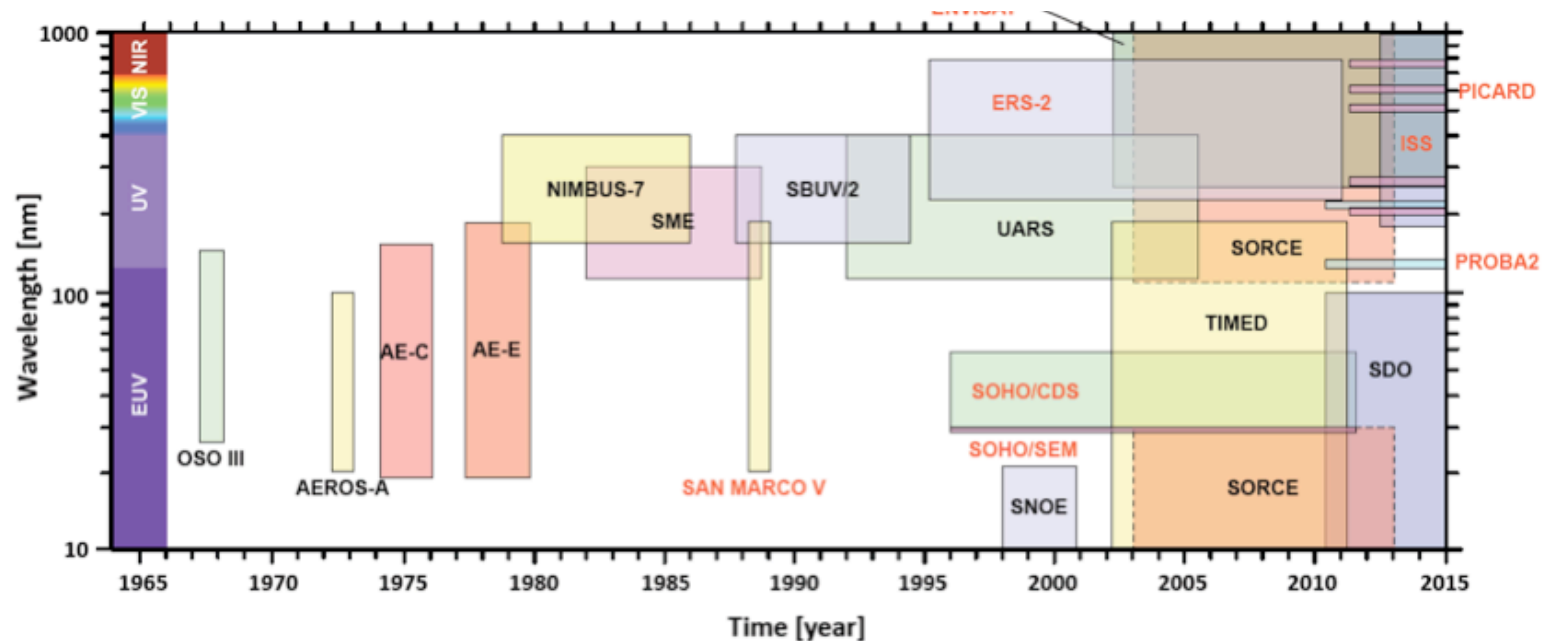 1000
100
10
Wavelength [nm]
NIR
VIS
UV
EUV
ERS-2
PICARD
ISS
NIMBUS-7
SBUV/2
SME
UARS
SORCE
PROBA2
TIMED
AE-C
AE-E
SDO
SOHO/CDS
SOHO/SEM
OSO III
AEROS-A
SAN MARCO V
SNOE
SORCE
1965 1970 1975 1980 1985 1990 1995 2000 2005 2010 2015
Time [year]